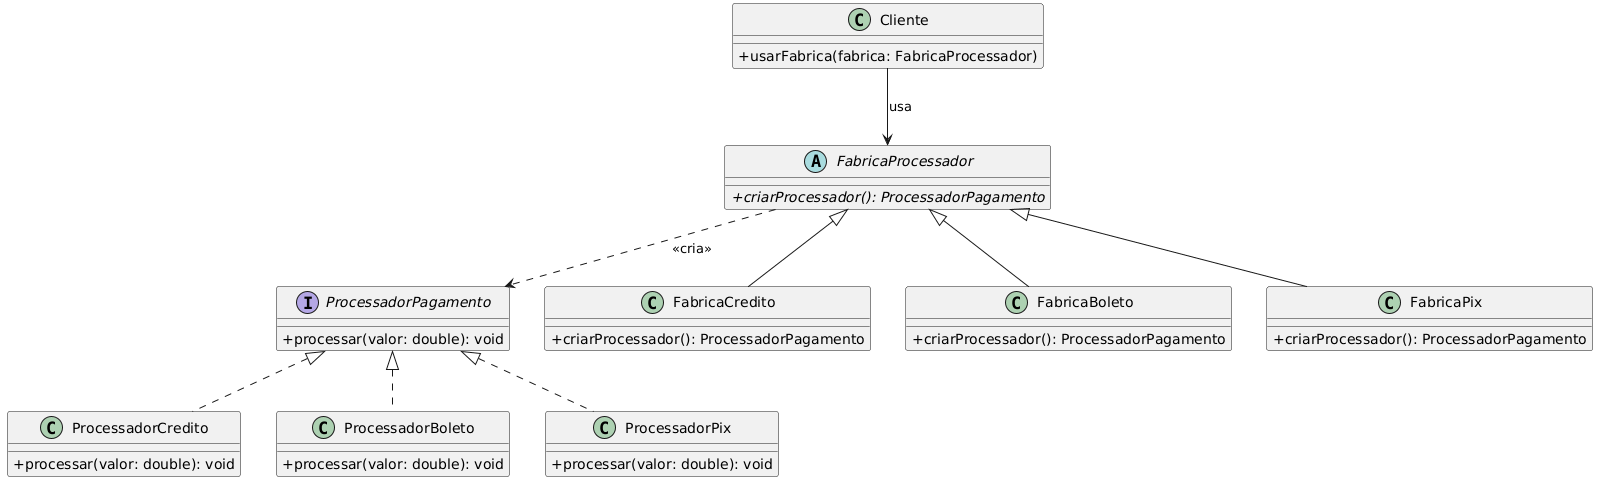 C Cliente
+usarFabrica(fabrica: FabricaProcessador)
usa
A FabricaProcessador
+criarProcessador(): ProcessadorPagamento
«cria»
I ProcessadorPagamento
+processar(valor: double): void
C FabricaCredito
+criarProcessador(): ProcessadorPagamento
C FabricaBoleto
+criarProcessador(): ProcessadorPagamento
C FabricaPix
+criarProcessador(): ProcessadorPagamento
C ProcessadorCredito
+processar(valor: double): void
C ProcessadorBoleto
+processar(valor: double): void
C ProcessadorPix
+processar(valor: double): void